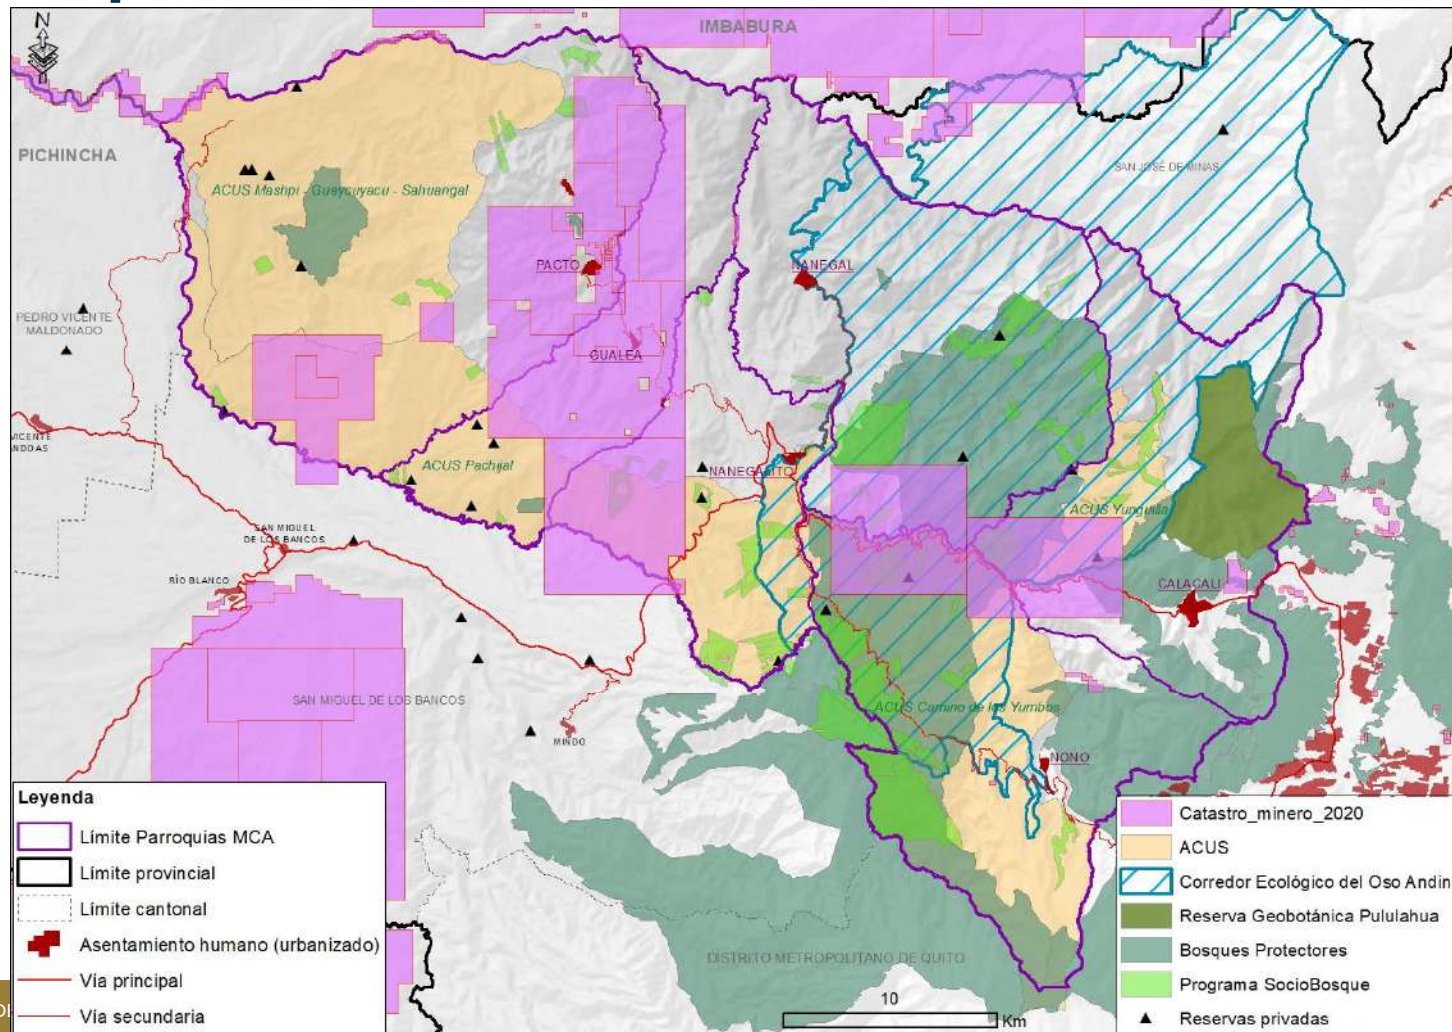 N
IMBABURA
PICHINCHA
SAN JOSÉ DE MINAS
ACUS Mashpi - Guaycuyacu - Sahuangal
PACTO
NANEGAL
PEDRO VICENTE
MALDONADO
GUALEA
VICENTE
ANDOAS
ACUS Pachijal
NANEGALITO
ACUS Yunguilla
SAN MIGUEL
DE LOS BANCOS
RÍO BLANCO
CALACALI
SAN MIGUEL DE LOS BANCOS
ACUS Camino de los Yumbos
MINDO
NONO
DISTRITO METROPOLITANO DE QUITO
10
Km
Leyenda
Límite Parroquias MCA
Límite provincial
Límite cantonal
Asentamiento humano (urbanizado)
Vía principal
Vía secundaria
Catastro_minero_2020
ACUS
Corredor Ecológico del Oso Andin
Reserva Geobotánica Pululahua
Bosques Protectores
Programa SocioBosque
Reservas privadas